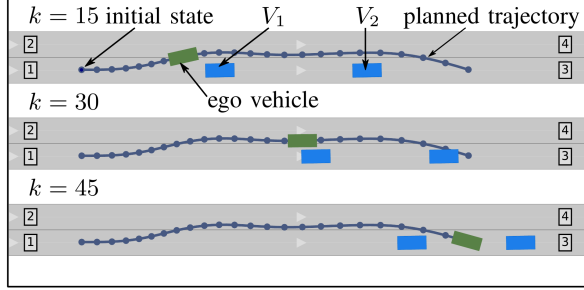 k = 15 initial state V₁ V₂ planned trajectory
2 4
1 3
ego vehicle
k = 30
2 4
1 3
k = 45
2 4
1 3